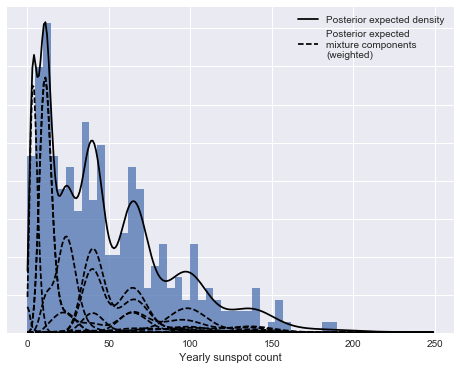 Posterior expected density
Posterior expected
mixture components
(weighted)
0
50
100
150
200
250
Yearly sunspot count